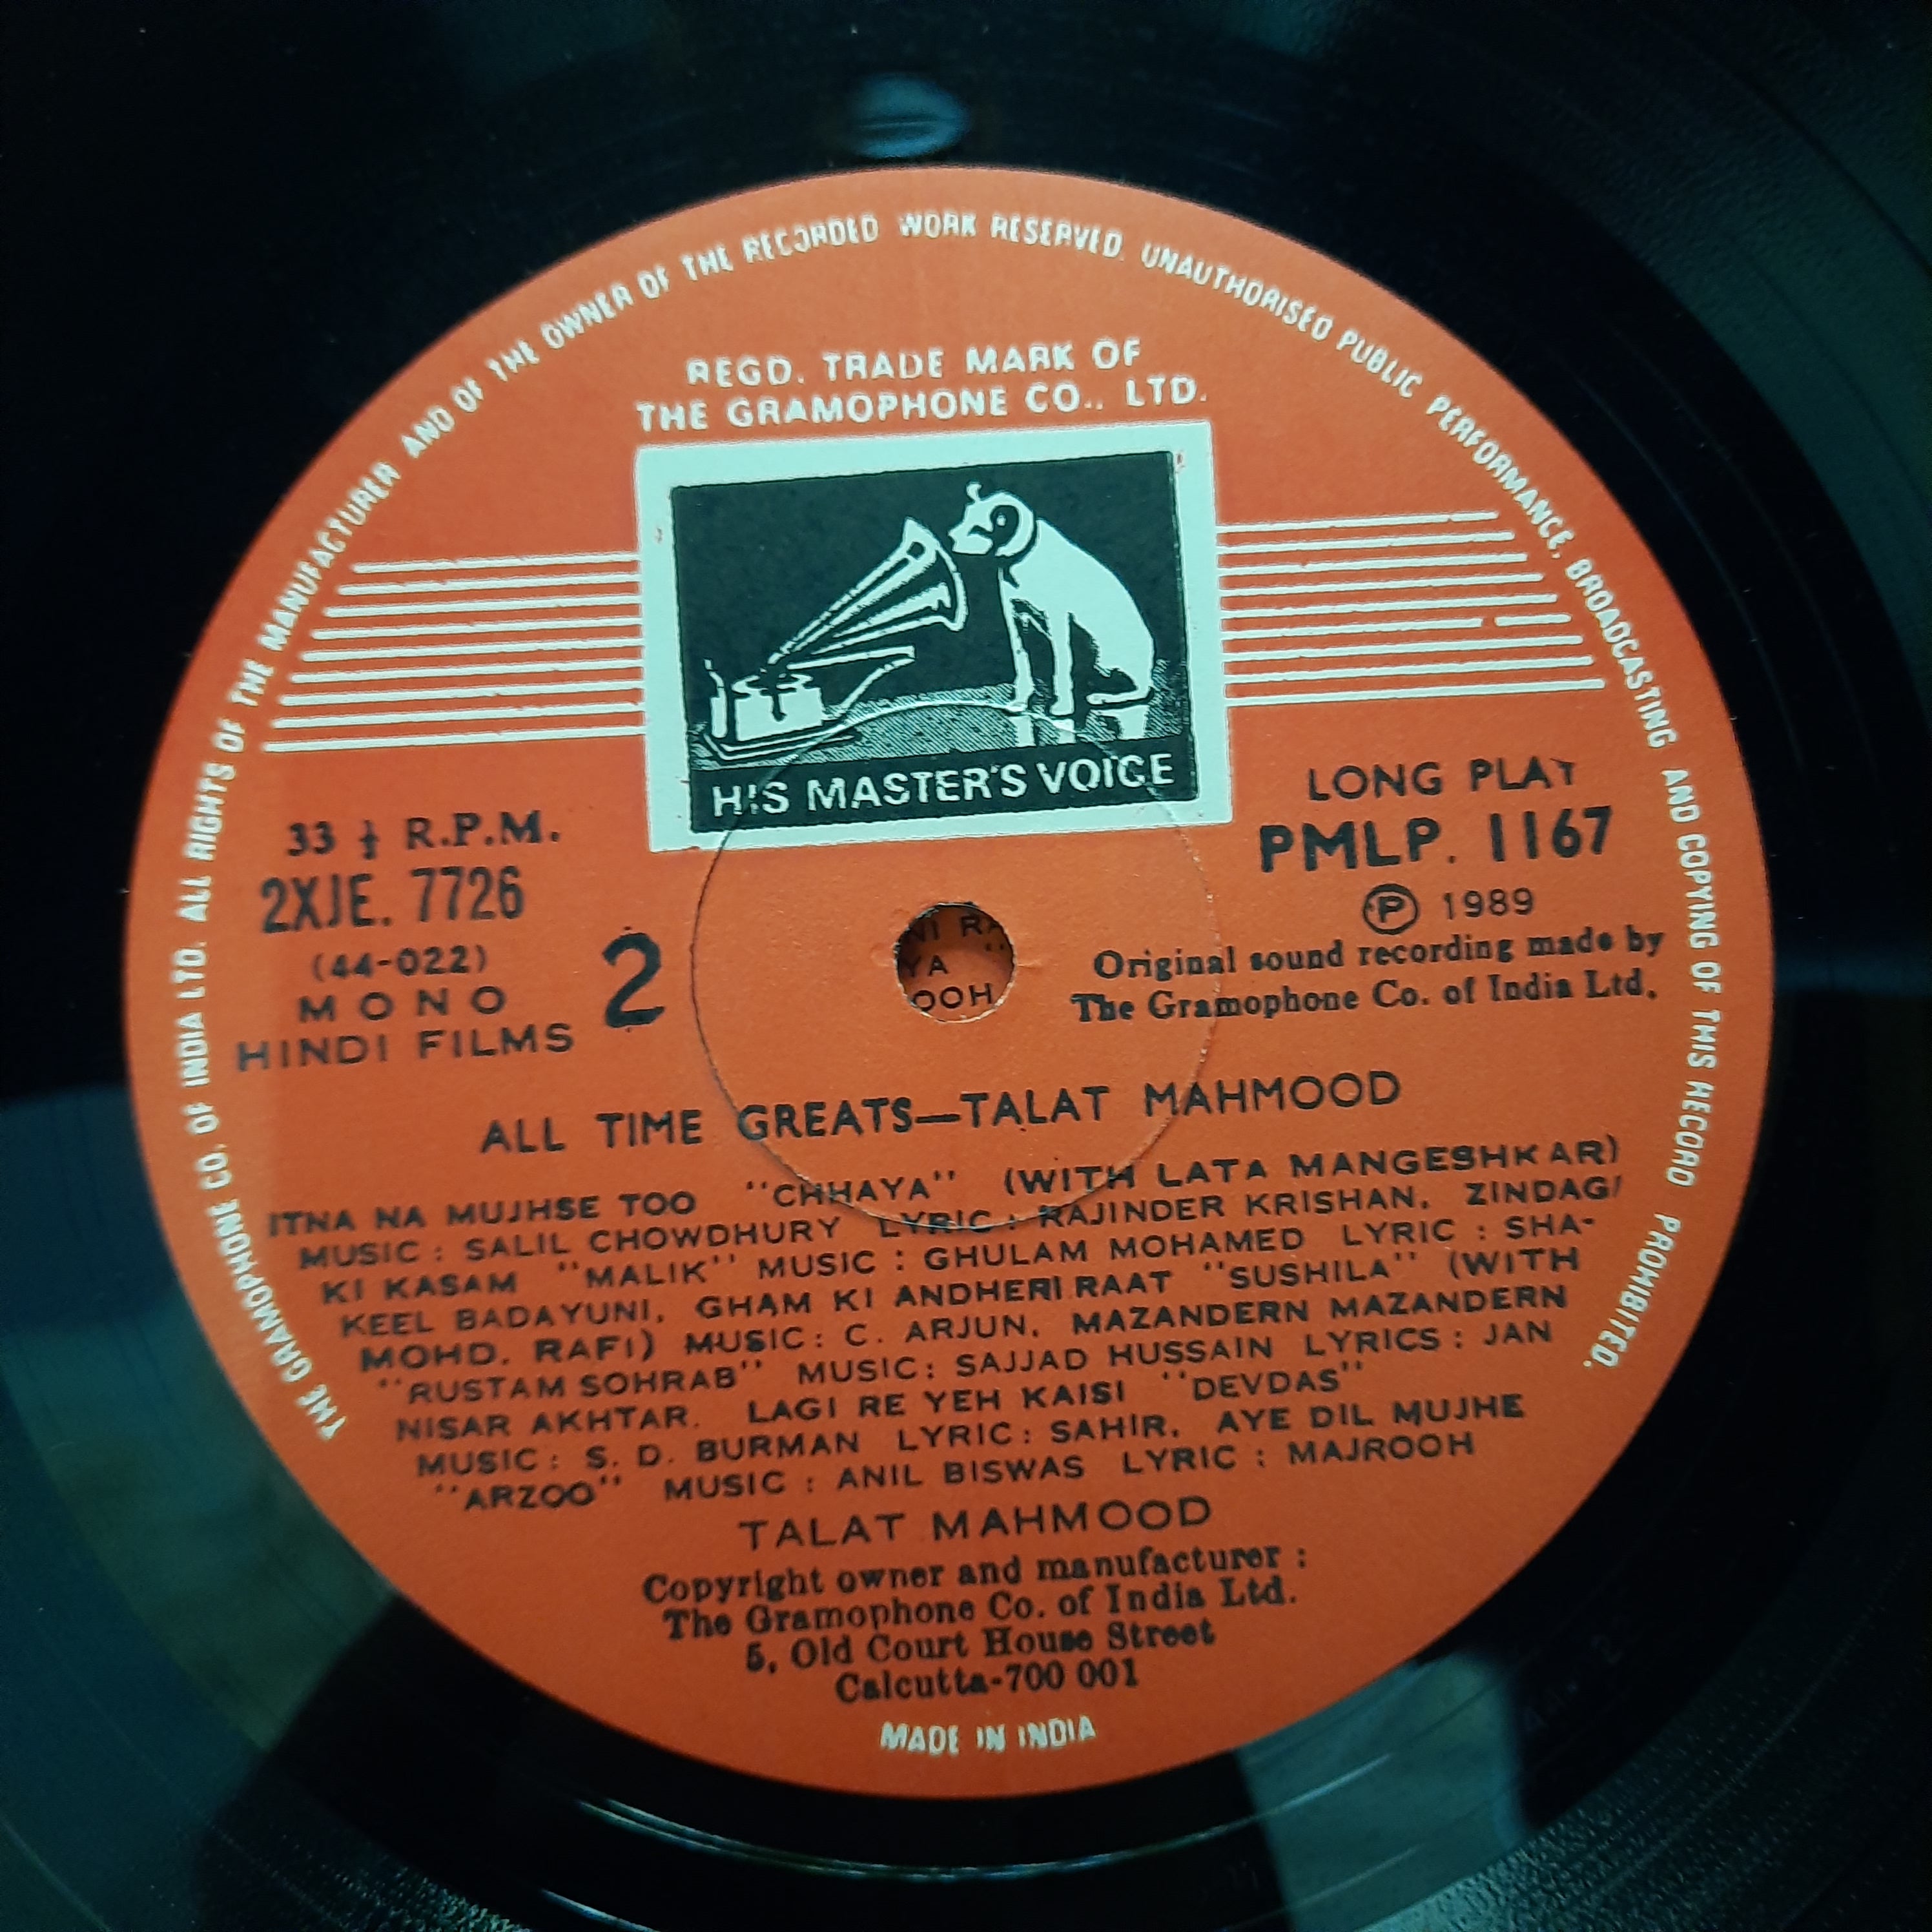 THE GRAMOPHONE CO. OF INDIA LTD. ALL RIGHTS OF THE MANUFACTURER AND OF THE OWNER OF THE RECORDED WORK RESERVED. UNAUTHORISED PUBLIC PERFORMANCE, BROADCASTING AND COPYING OF THIS RECORD PROHIBITED.
REGD. TRADE MARK OF
THE GRAMOPHONE CO., LTD.
HIS MASTER'S VOICE
33 ⅓ R.P.M.
2XJE. 7726
(44-022)
MONO
HINDI FILMS
2
LONG PLAY
PMLP. 1167
Ⓟ 1989
Original sound recording made by
The Gramophone Co. of India Ltd.
NI RA
YA
OOH
ALL TIME GREATS—TALAT MAHMOOD
ITNA NA MUJHSE TOO "CHHAYA" (WITH LATA MANGESHKAR)
MUSIC : SALIL CHOWDHURY LYRIC : RAJINDER KRISHAN. ZINDAGI
KI KASAM "MALIK" MUSIC : GHULAM MOHAMED LYRIC : SHA-
KEEL BADAYUNI. GHAM KI ANDHERI RAAT "SUSHILA" (WITH
MOHD. RAFI) MUSIC : C. ARJUN. MAZANDERN MAZANDERN
"RUSTAM SOHRAB" MUSIC : SAJJAD HUSSAIN LYRICS : JAN
NISAR AKHTAR. LAGI RE YEH KAISI "DEVDAS"
MUSIC : S. D. BURMAN LYRIC : SAHIR. AYE DIL MUJHE
"ARZOO" MUSIC : ANIL BISWAS LYRIC : MAJROOH
TALAT MAHMOOD
Copyright owner and manufacturer :
The Gramophone Co. of India Ltd.
5, Old Court House Street
Calcutta-700 001
MADE IN INDIA